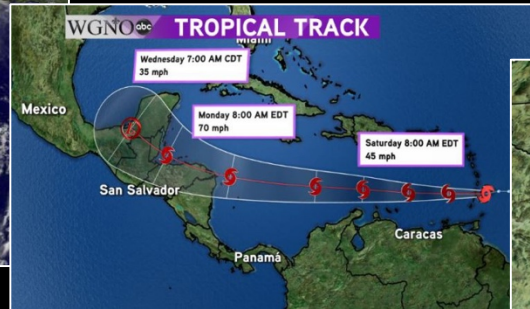 WGNO abc TROPICAL TRACK
Miami
Wednesday 7:00 AM CDT
35 mph
Mexico
Monday 8:00 AM EDT
70 mph
Saturday 8:00 AM EDT
45 mph
San Salvador
Caracas
Panamá